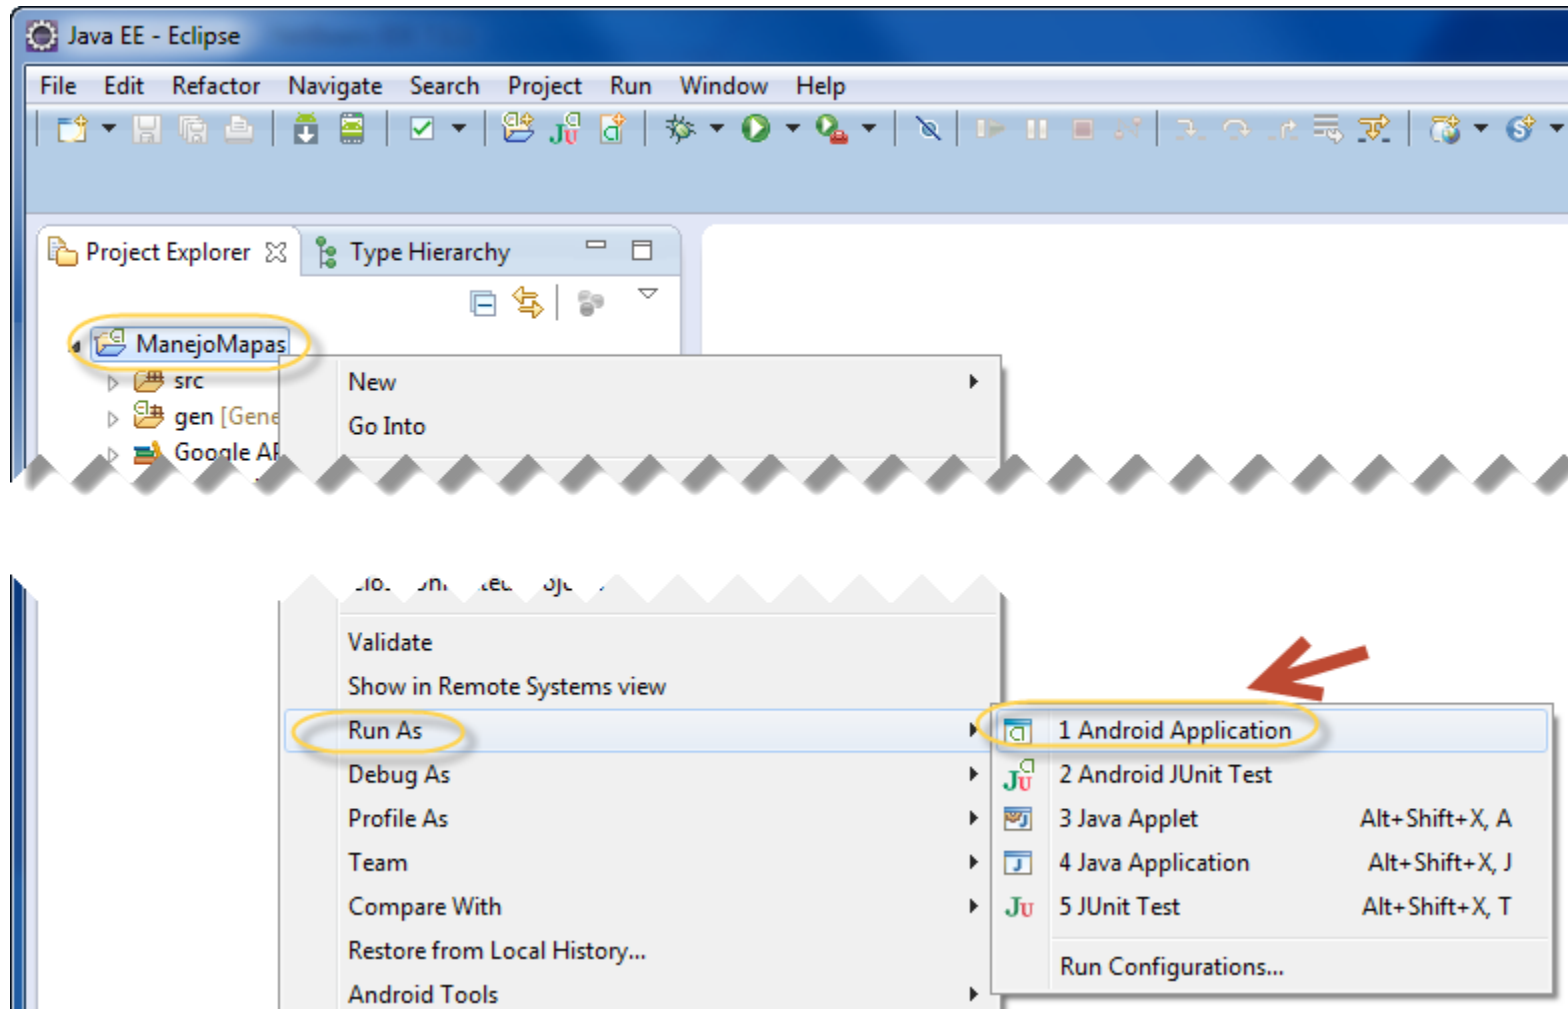 Java EE - Eclipse
File Edit Refactor Navigate Search Project Run Window Help
Project Explorer Type Hierarchy
ManejoMapas
src
gen [Gene
Google AP
New
Go Into
Validate
Show in Remote Systems view
Run As
Debug As
Profile As
Team
Compare With
Restore from Local History...
Android Tools
1 Android Application
2 Android JUnit Test
3 Java Applet Alt+Shift+X, A
4 Java Application Alt+Shift+X, J
5 JUnit Test Alt+Shift+X, T
Run Configurations...